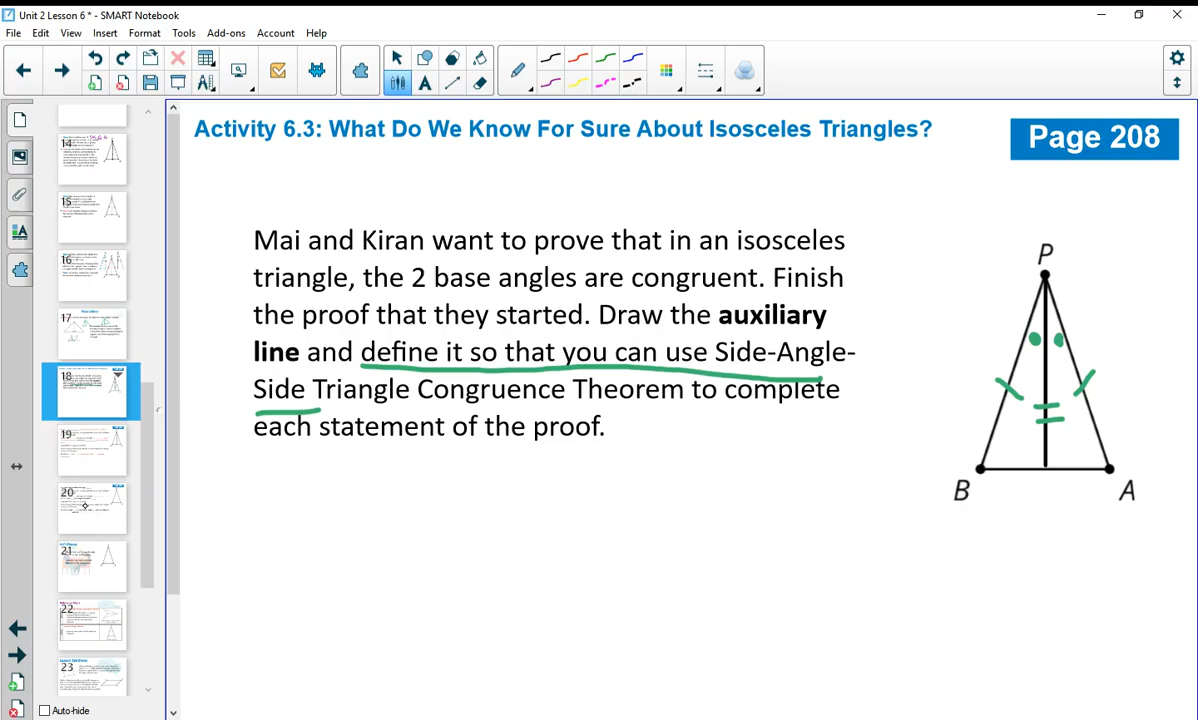 Unit 2 Lesson 6 * - SMART Notebook
File Edit View Insert Format Tools Add-ons Account Help
Activity 6.3: What Do We Know For Sure About Isosceles Triangles?
Page 208
Mai and Kiran want to prove that in an isosceles
triangle, the 2 base angles are congruent. Finish
the proof that they started. Draw the auxiliary
line and define it so that you can use Side-Angle-
Side Triangle Congruence Theorem to complete
each statement of the proof.
P
B
A
14
15
16
17
18
19
20
21
22
23
Auto-hide